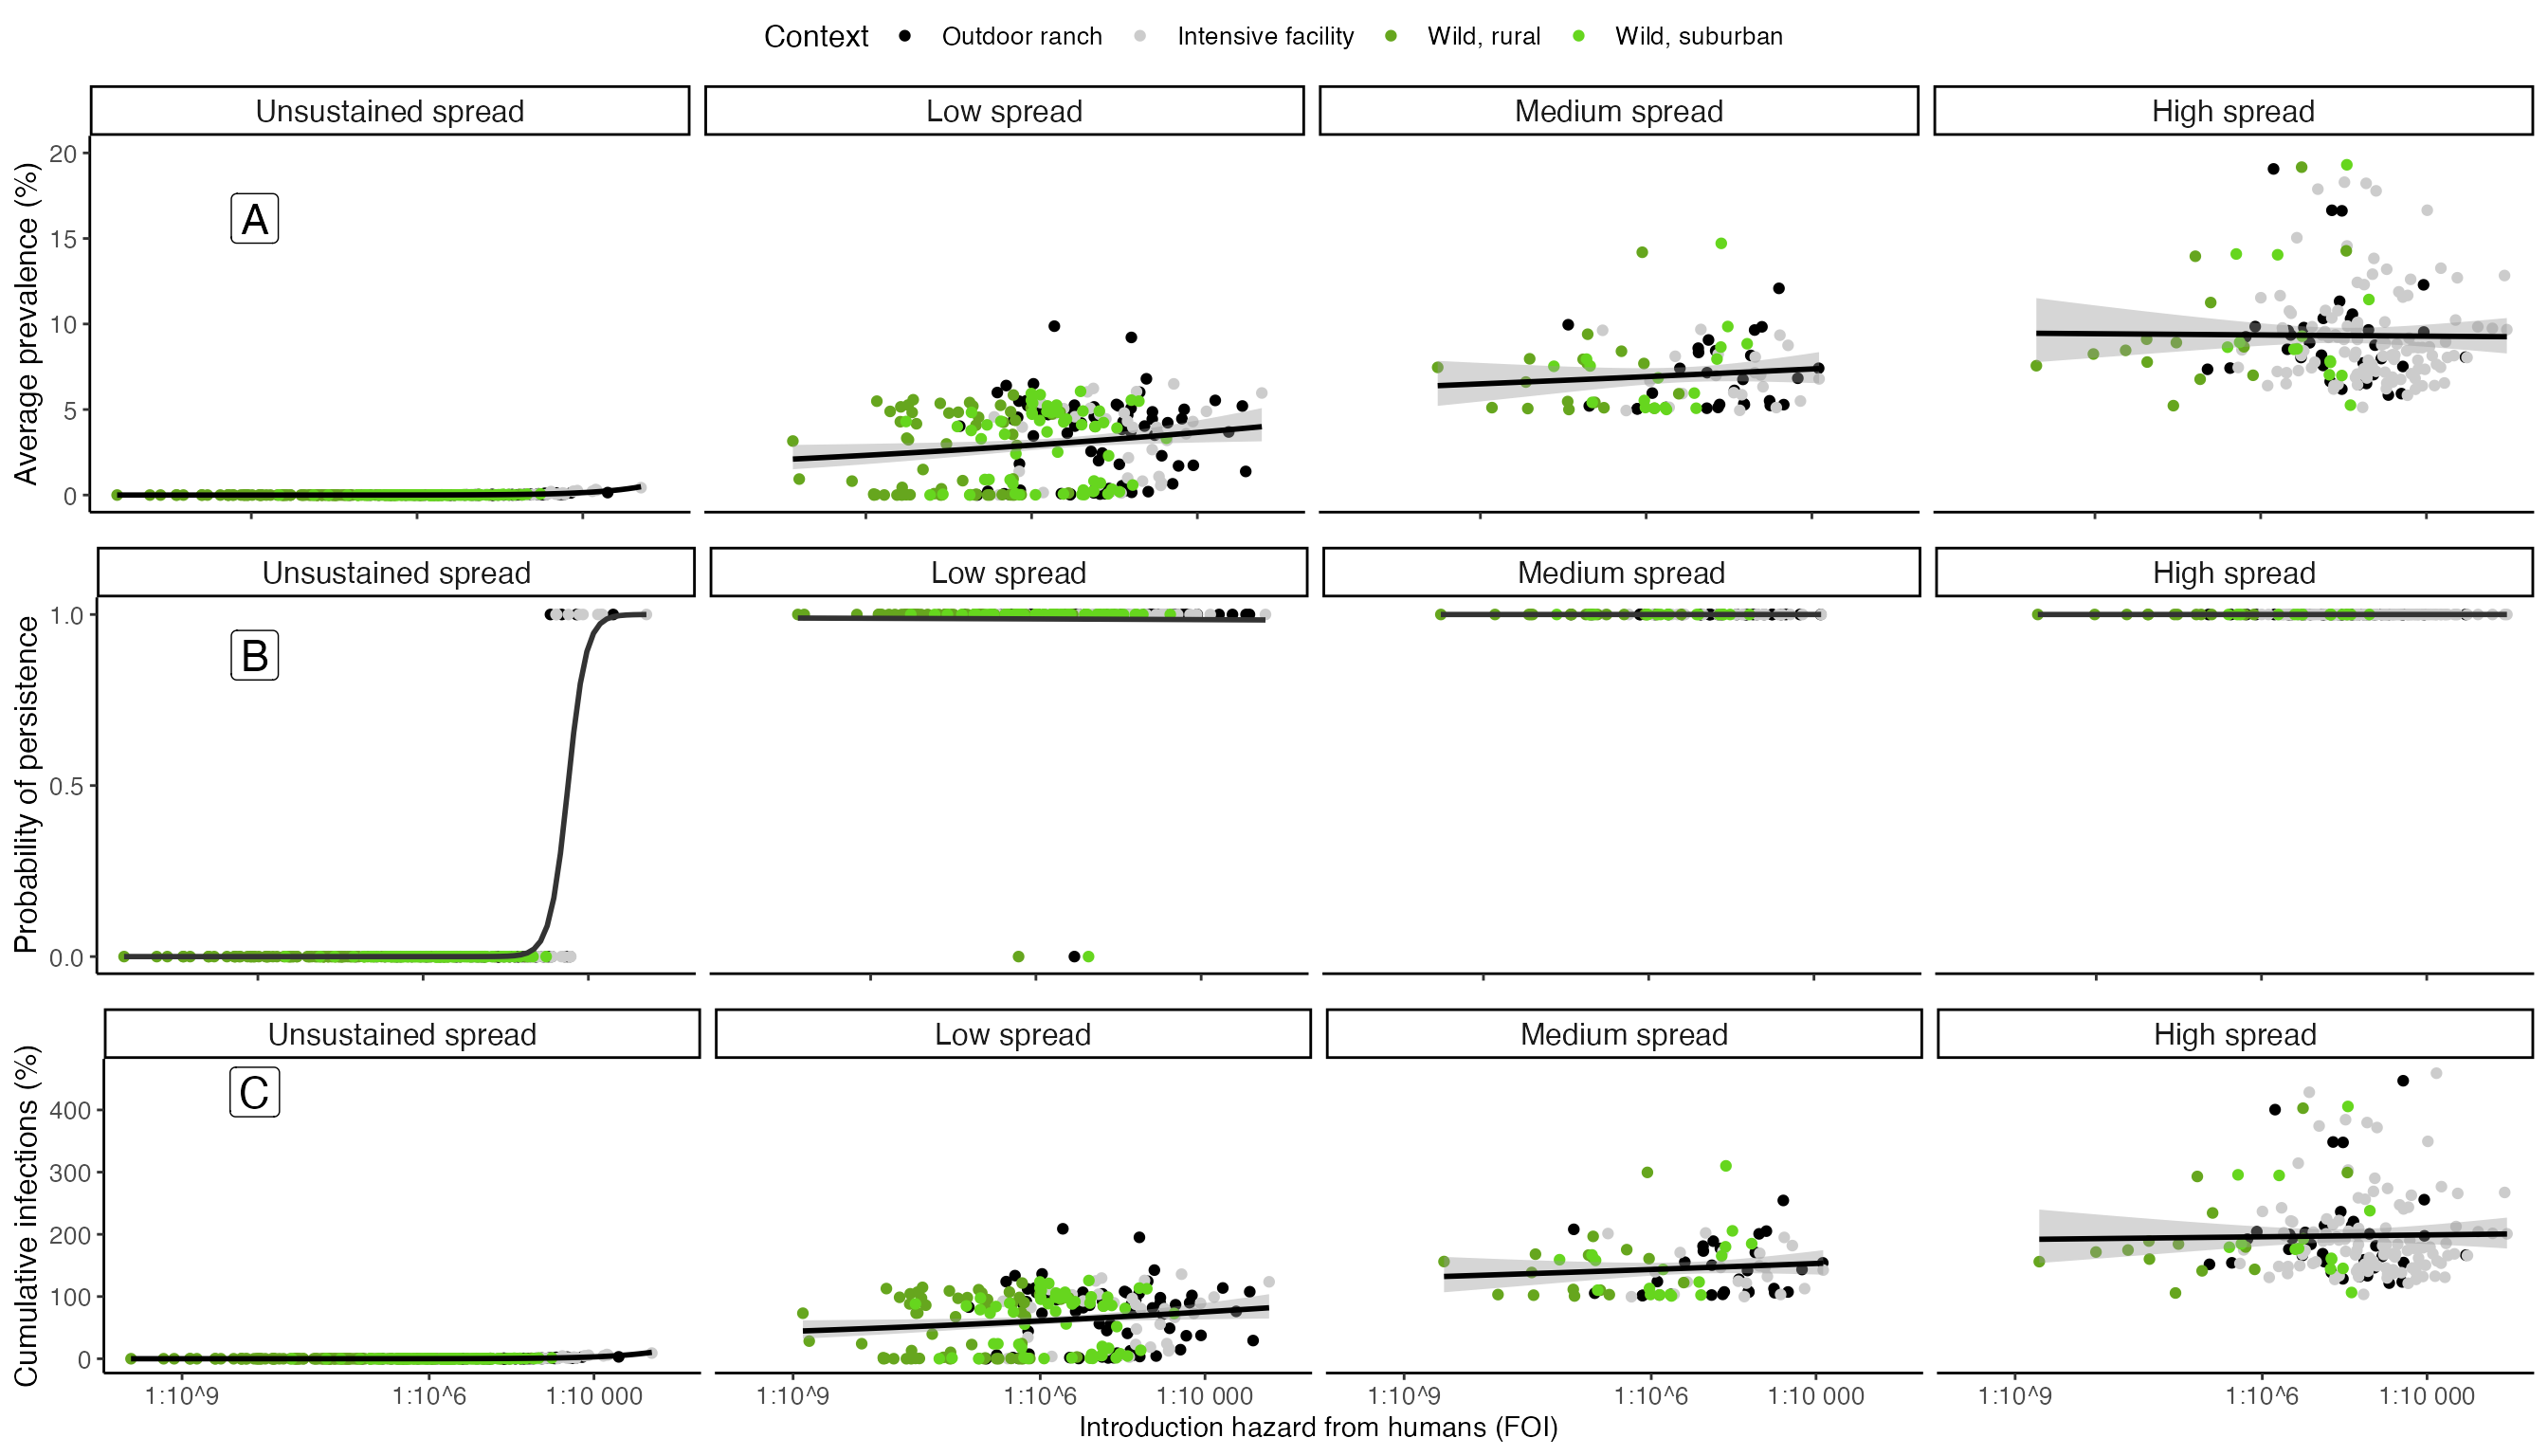 Context Outdoor ranch Intensive facility Wild, rural Wild, suburban
Unsustained spread Low spread Medium spread High spread
Average prevalence (%)
20
15
10
5
0
A
Unsustained spread Low spread Medium spread High spread
Probability of persistence
1.0
0.5
0.0
B
Unsustained spread Low spread Medium spread High spread
Cumulative infections (%)
400
300
200
100
0
C
1:10^9 1:10^6 1:10 000 1:10^9 1:10^6 1:10 000 1:10^9 1:10^6 1:10 000 1:10^9 1:10^6 1:10 000
Introduction hazard from humans (FOI)